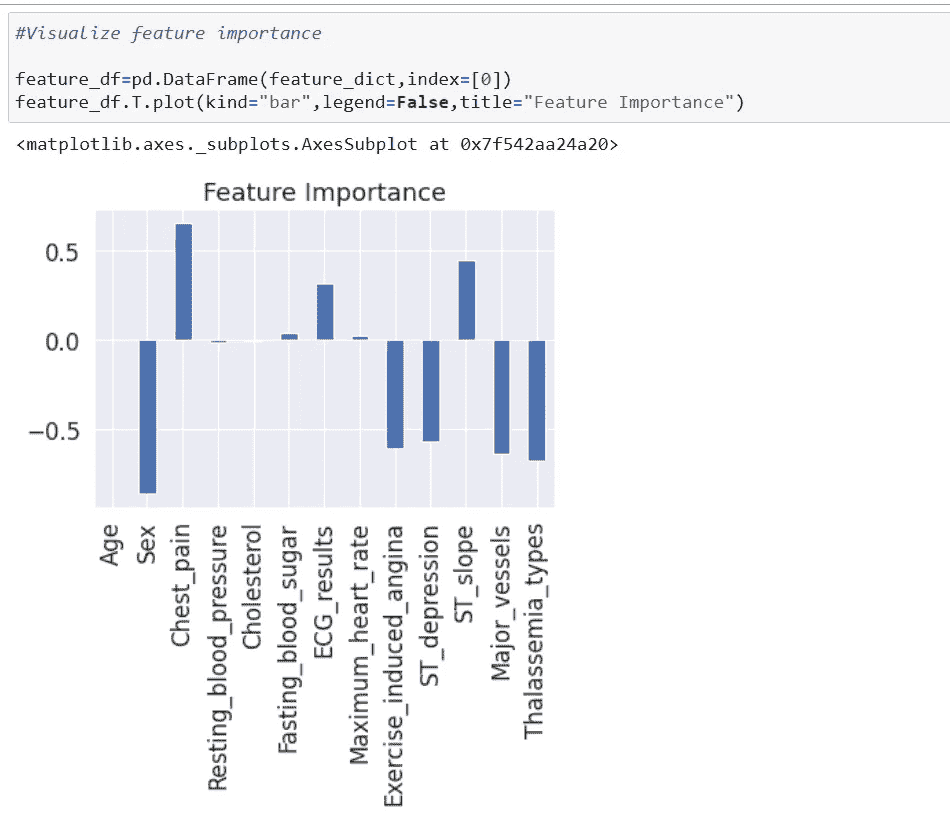 #Visualize feature importance
feature_df=pd.DataFrame(feature_dict,index=[0])
feature_df.T.plot(kind="bar",legend=False,title="Feature Importance")
<matplotlib.axes._subplots.AxesSubplot at 0x7f542aa24a20>
Feature Importance
0.5
0.0
−0.5
Age
Sex
Chest_pain
Resting_blood_pressure
Cholesterol
Fasting_blood_sugar
ECG_results
Maximum_heart_rate
Exercise_induced_angina
ST_depression
ST_slope
Major_vessels
Thalassemia_types